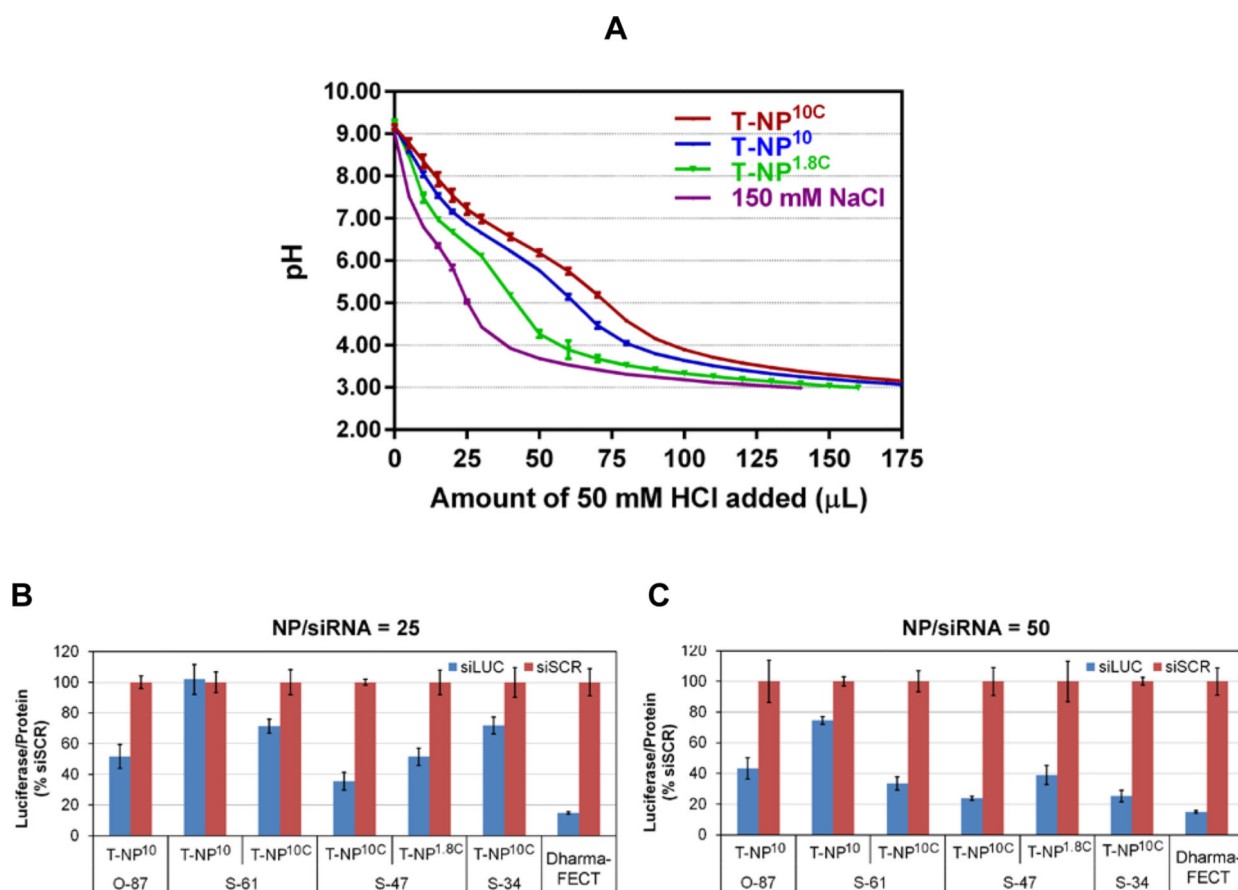 A
10.00
9.00
8.00
7.00
6.00
5.00
4.00
3.00
2.00
pH
T-NP¹⁰ᶜ
T-NP¹⁰
T-NP¹·⁸ᶜ
150 mM NaCl
0 25 50 75 100 125 150 175
Amount of 50 mM HCl added (µL)
B
NP/siRNA = 25
Luciferase/Protein
(% siSCR)
120
100
80
60
40
20
0
siLUC siSCR
T-NP¹⁰ T-NP¹⁰ T-NP¹⁰ᶜ T-NP¹⁰ᶜ T-NP¹·⁸ᶜ T-NP¹⁰ᶜ Dharma-
FECT
O-87 S-61 S-47 S-34
C
NP/siRNA = 50
Luciferase/Protein
(% siSCR)
120
100
80
60
40
20
0
siLUC siSCR
T-NP¹⁰ T-NP¹⁰ T-NP¹⁰ᶜ T-NP¹⁰ᶜ T-NP¹·⁸ᶜ T-NP¹⁰ᶜ Dharma-
FECT
O-87 S-61 S-47 S-34